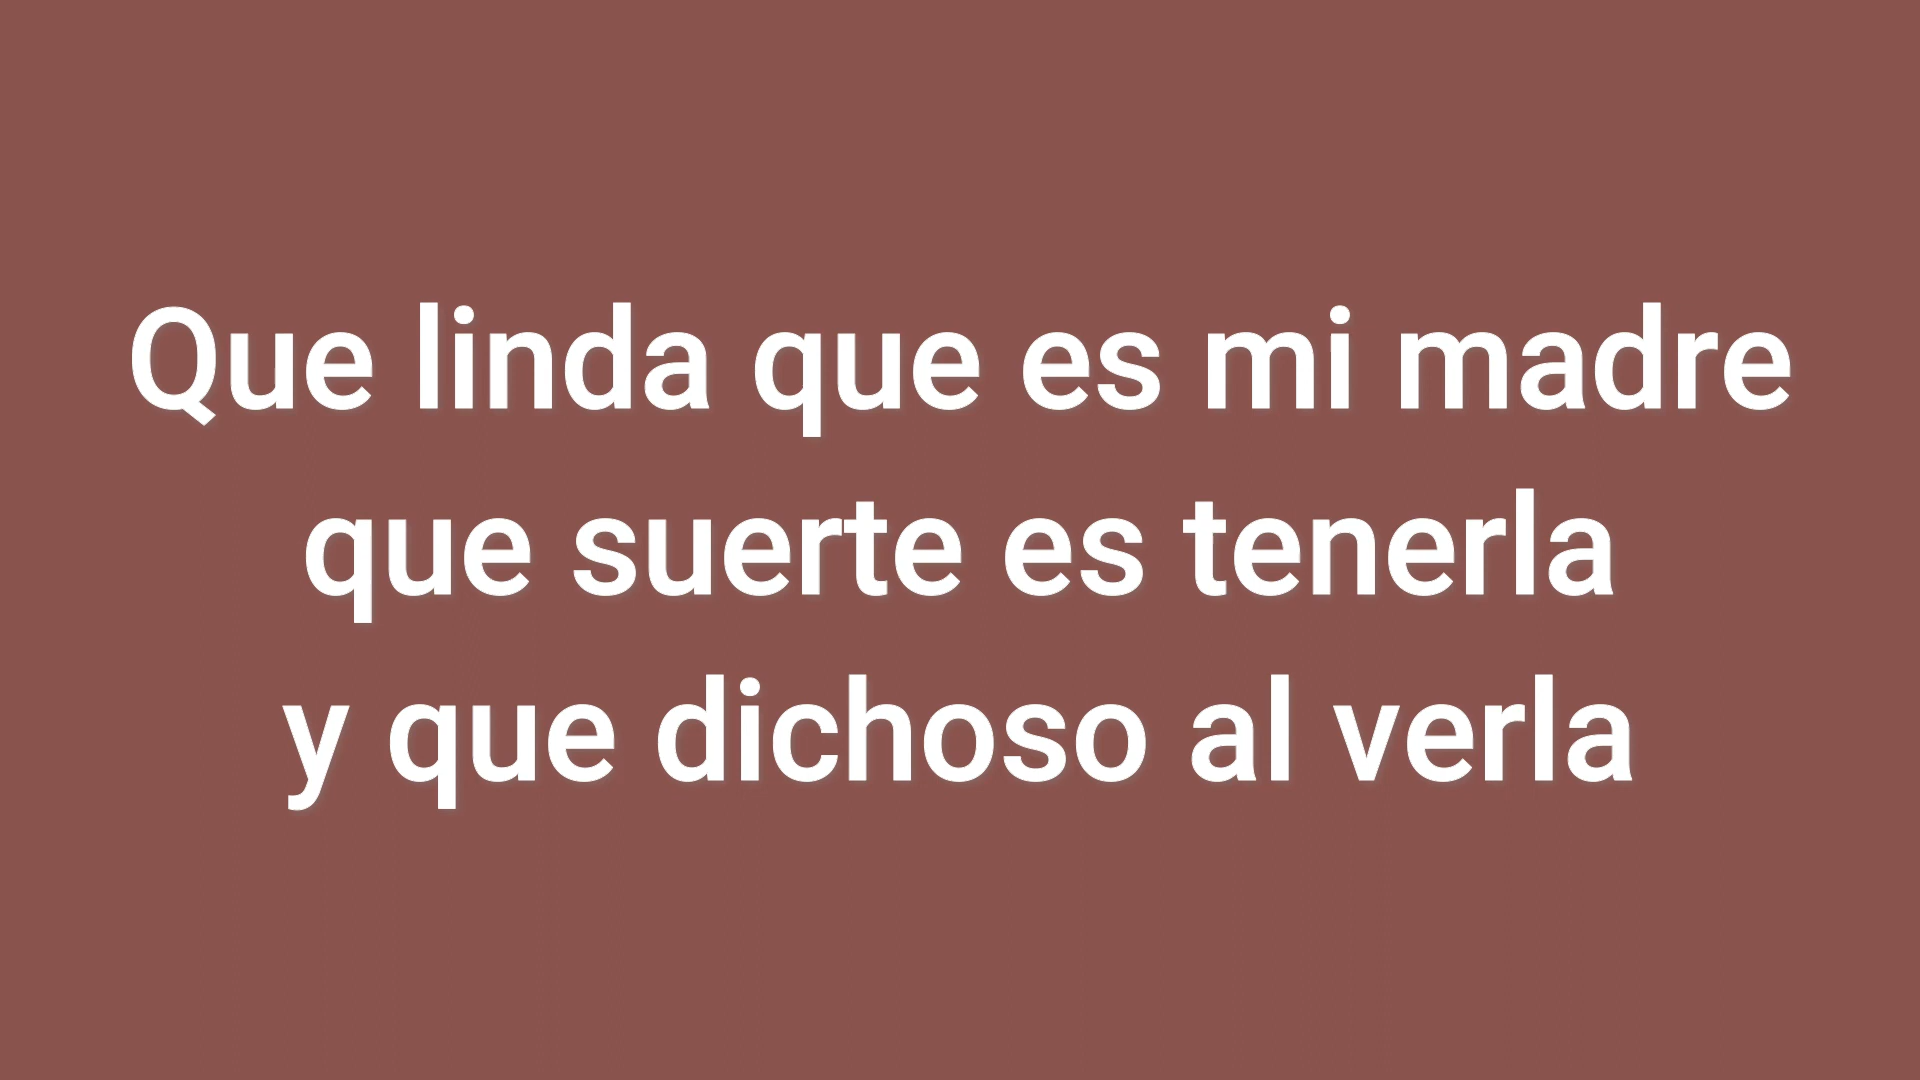 Que linda que es mi madre
que suerte es tenerla
y que dichoso al verla